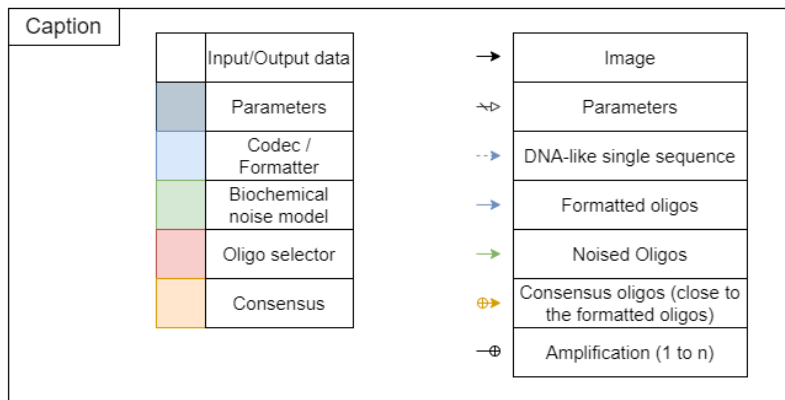 Caption
Input/Output data
Parameters
Codec /
Formatter
Biochemical
noise model
Oligo selector
Consensus
Image
Parameters
DNA-like single sequence
Formatted oligos
Noised Oligos
Consensus oligos (close to
the formatted oligos)
Amplification (1 to n)